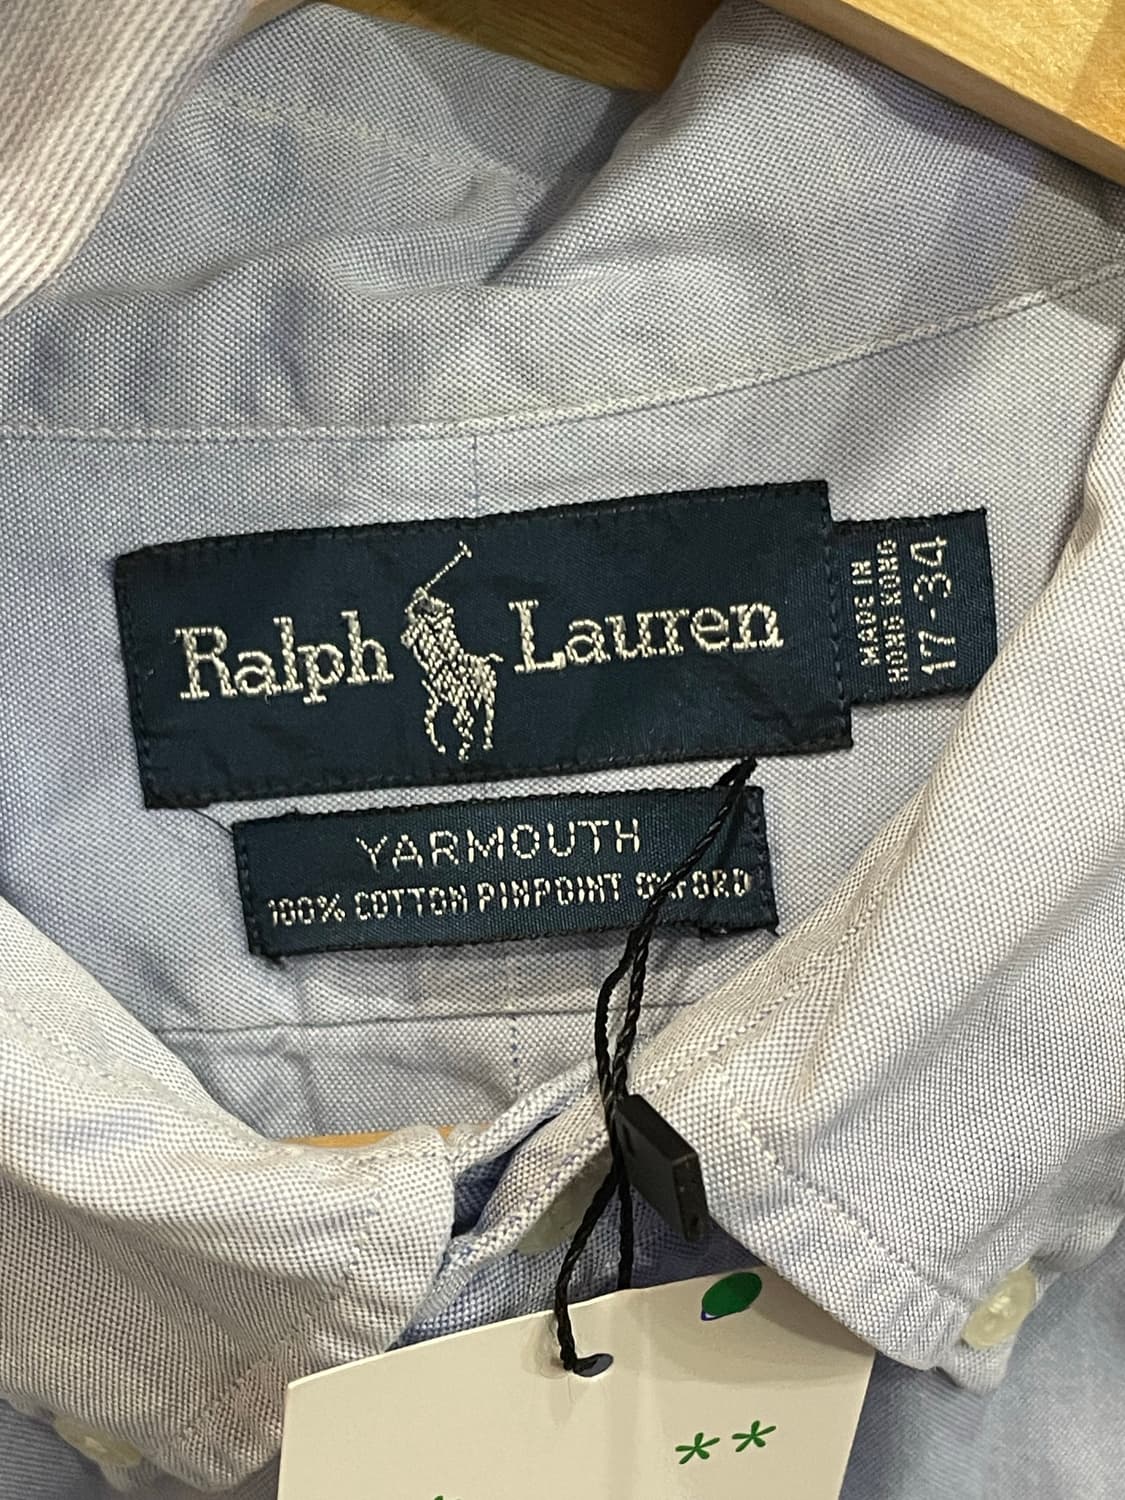 Ralph Lauren
MADE IN
HONG KONG
17-34
YARMOUTH
100% COTTON PINPOINT OXFORD
**